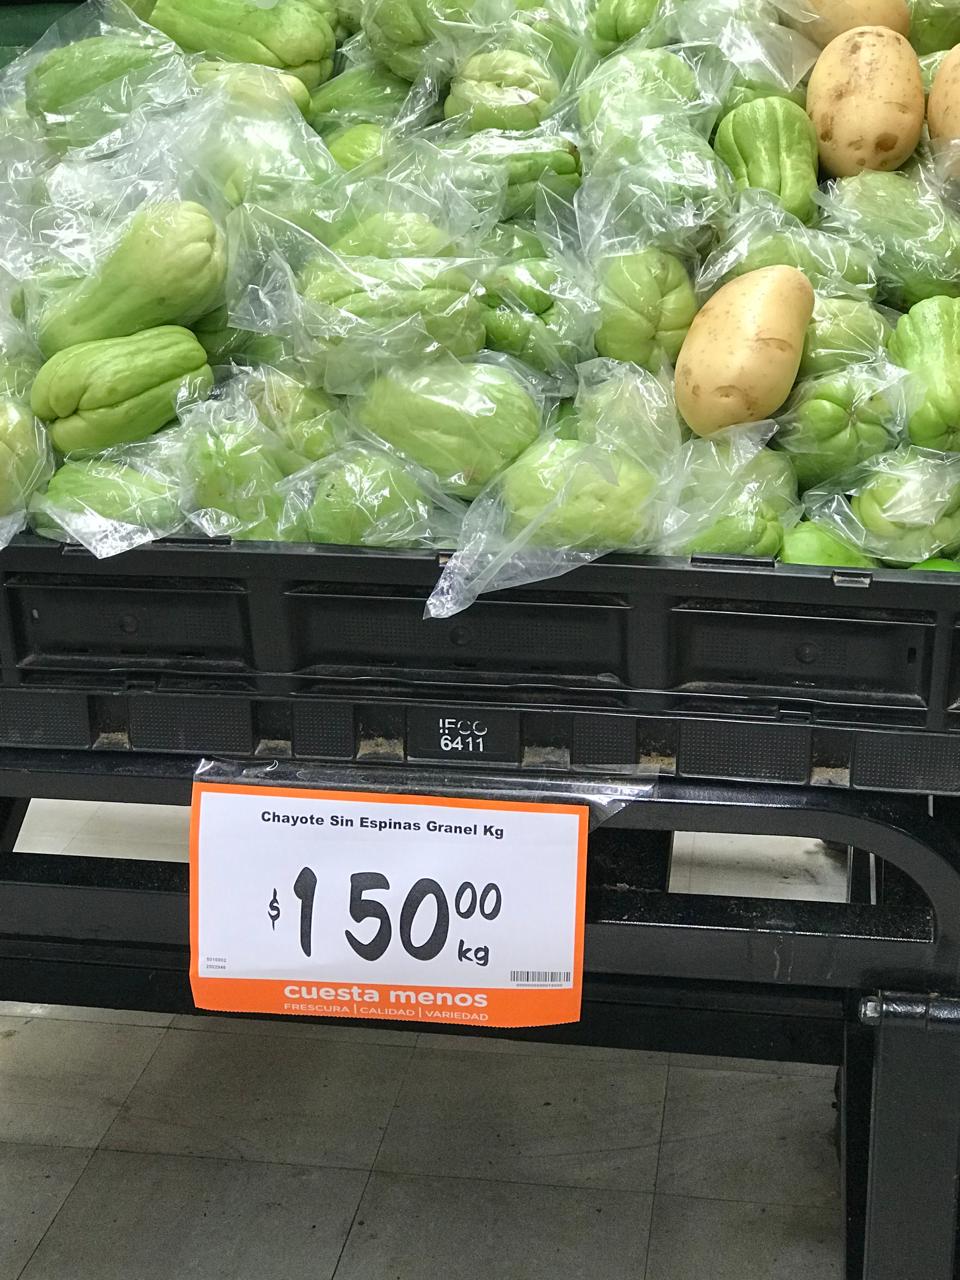 IFCO
6411
Chayote Sin Espinas Granel Kg
$150.00
kg
cuesta menos
FRESCURA | CALIDAD | VARIEDAD